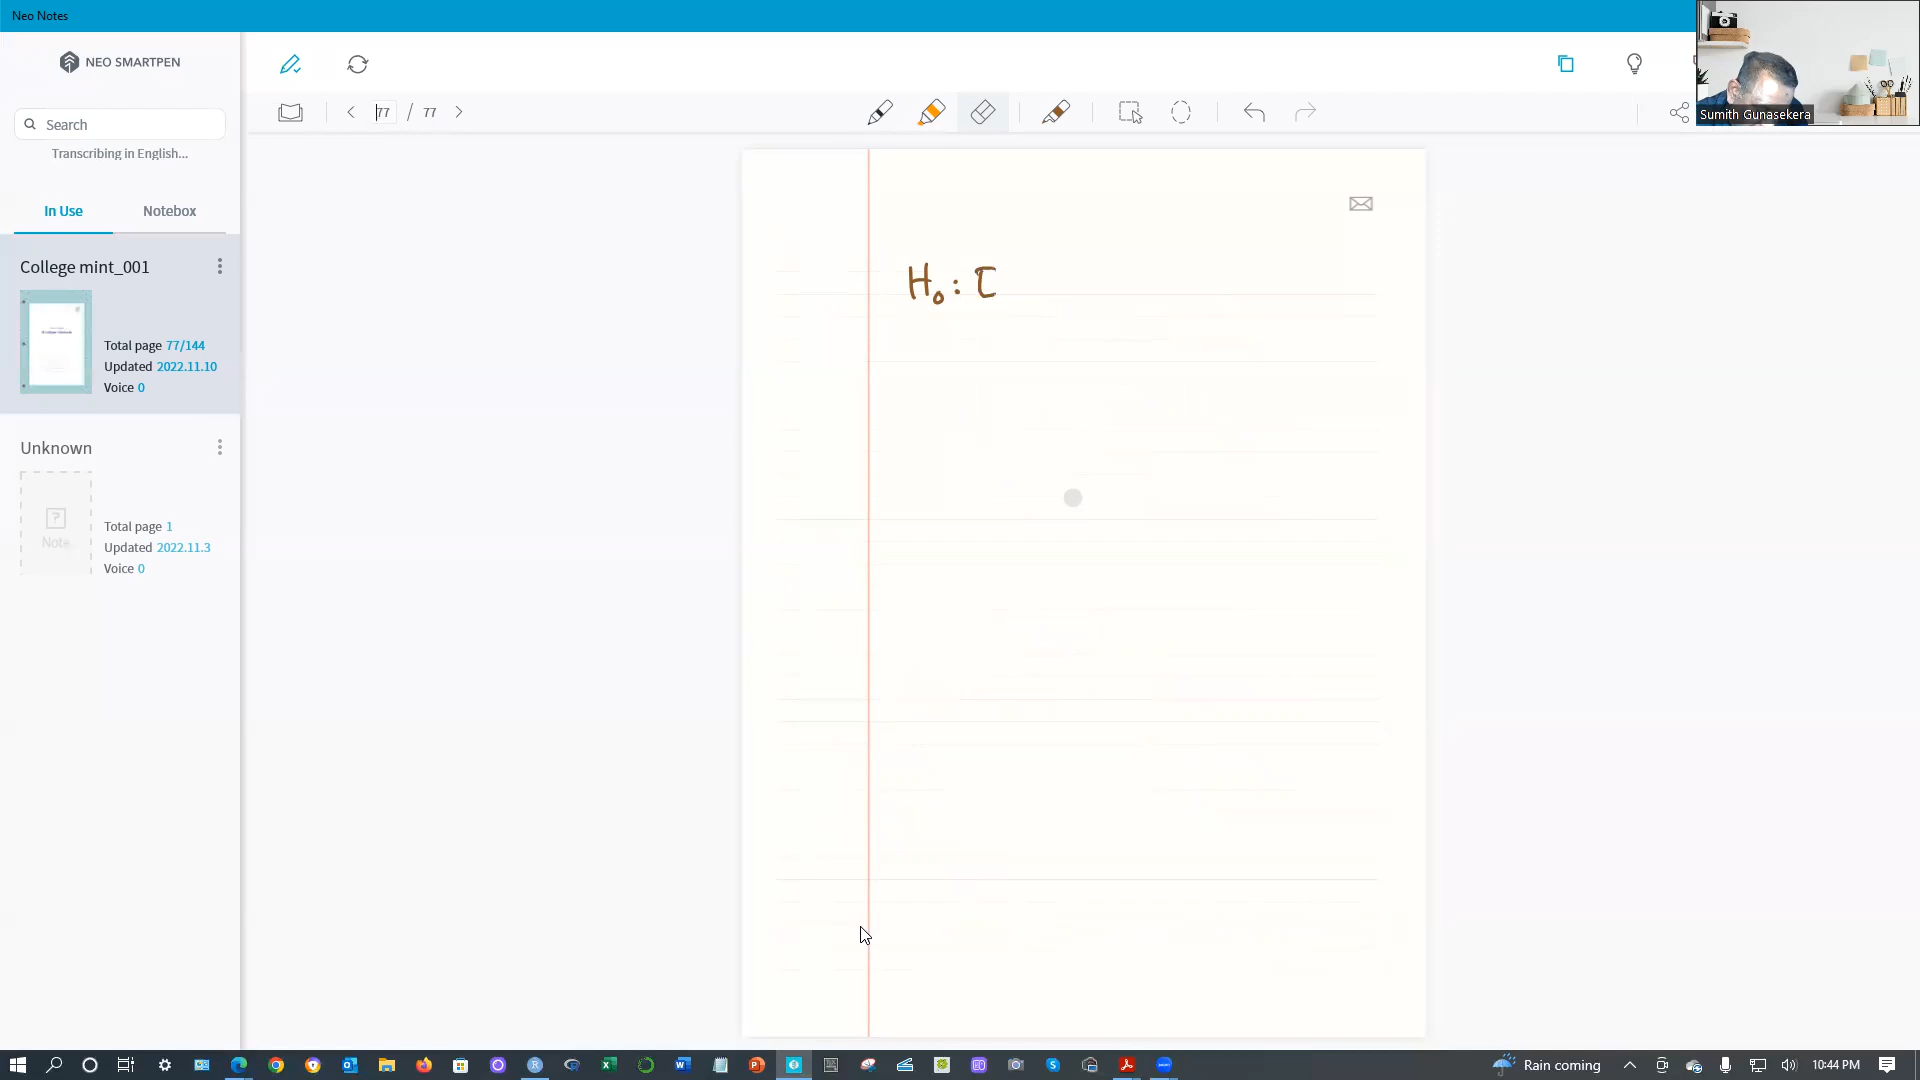 Neo Notes
NEO SMARTPEN
Search
Transcribing in English...
In Use
Notebox
College mint_001
Total page 77/144
Updated 2022.11.10
Voice 0
Unknown
Note
Total page 1
Updated 2022.11.3
Voice 0
77 / 77
Sumith Gunasekera
H₀: [
Rain coming
10:44 PM